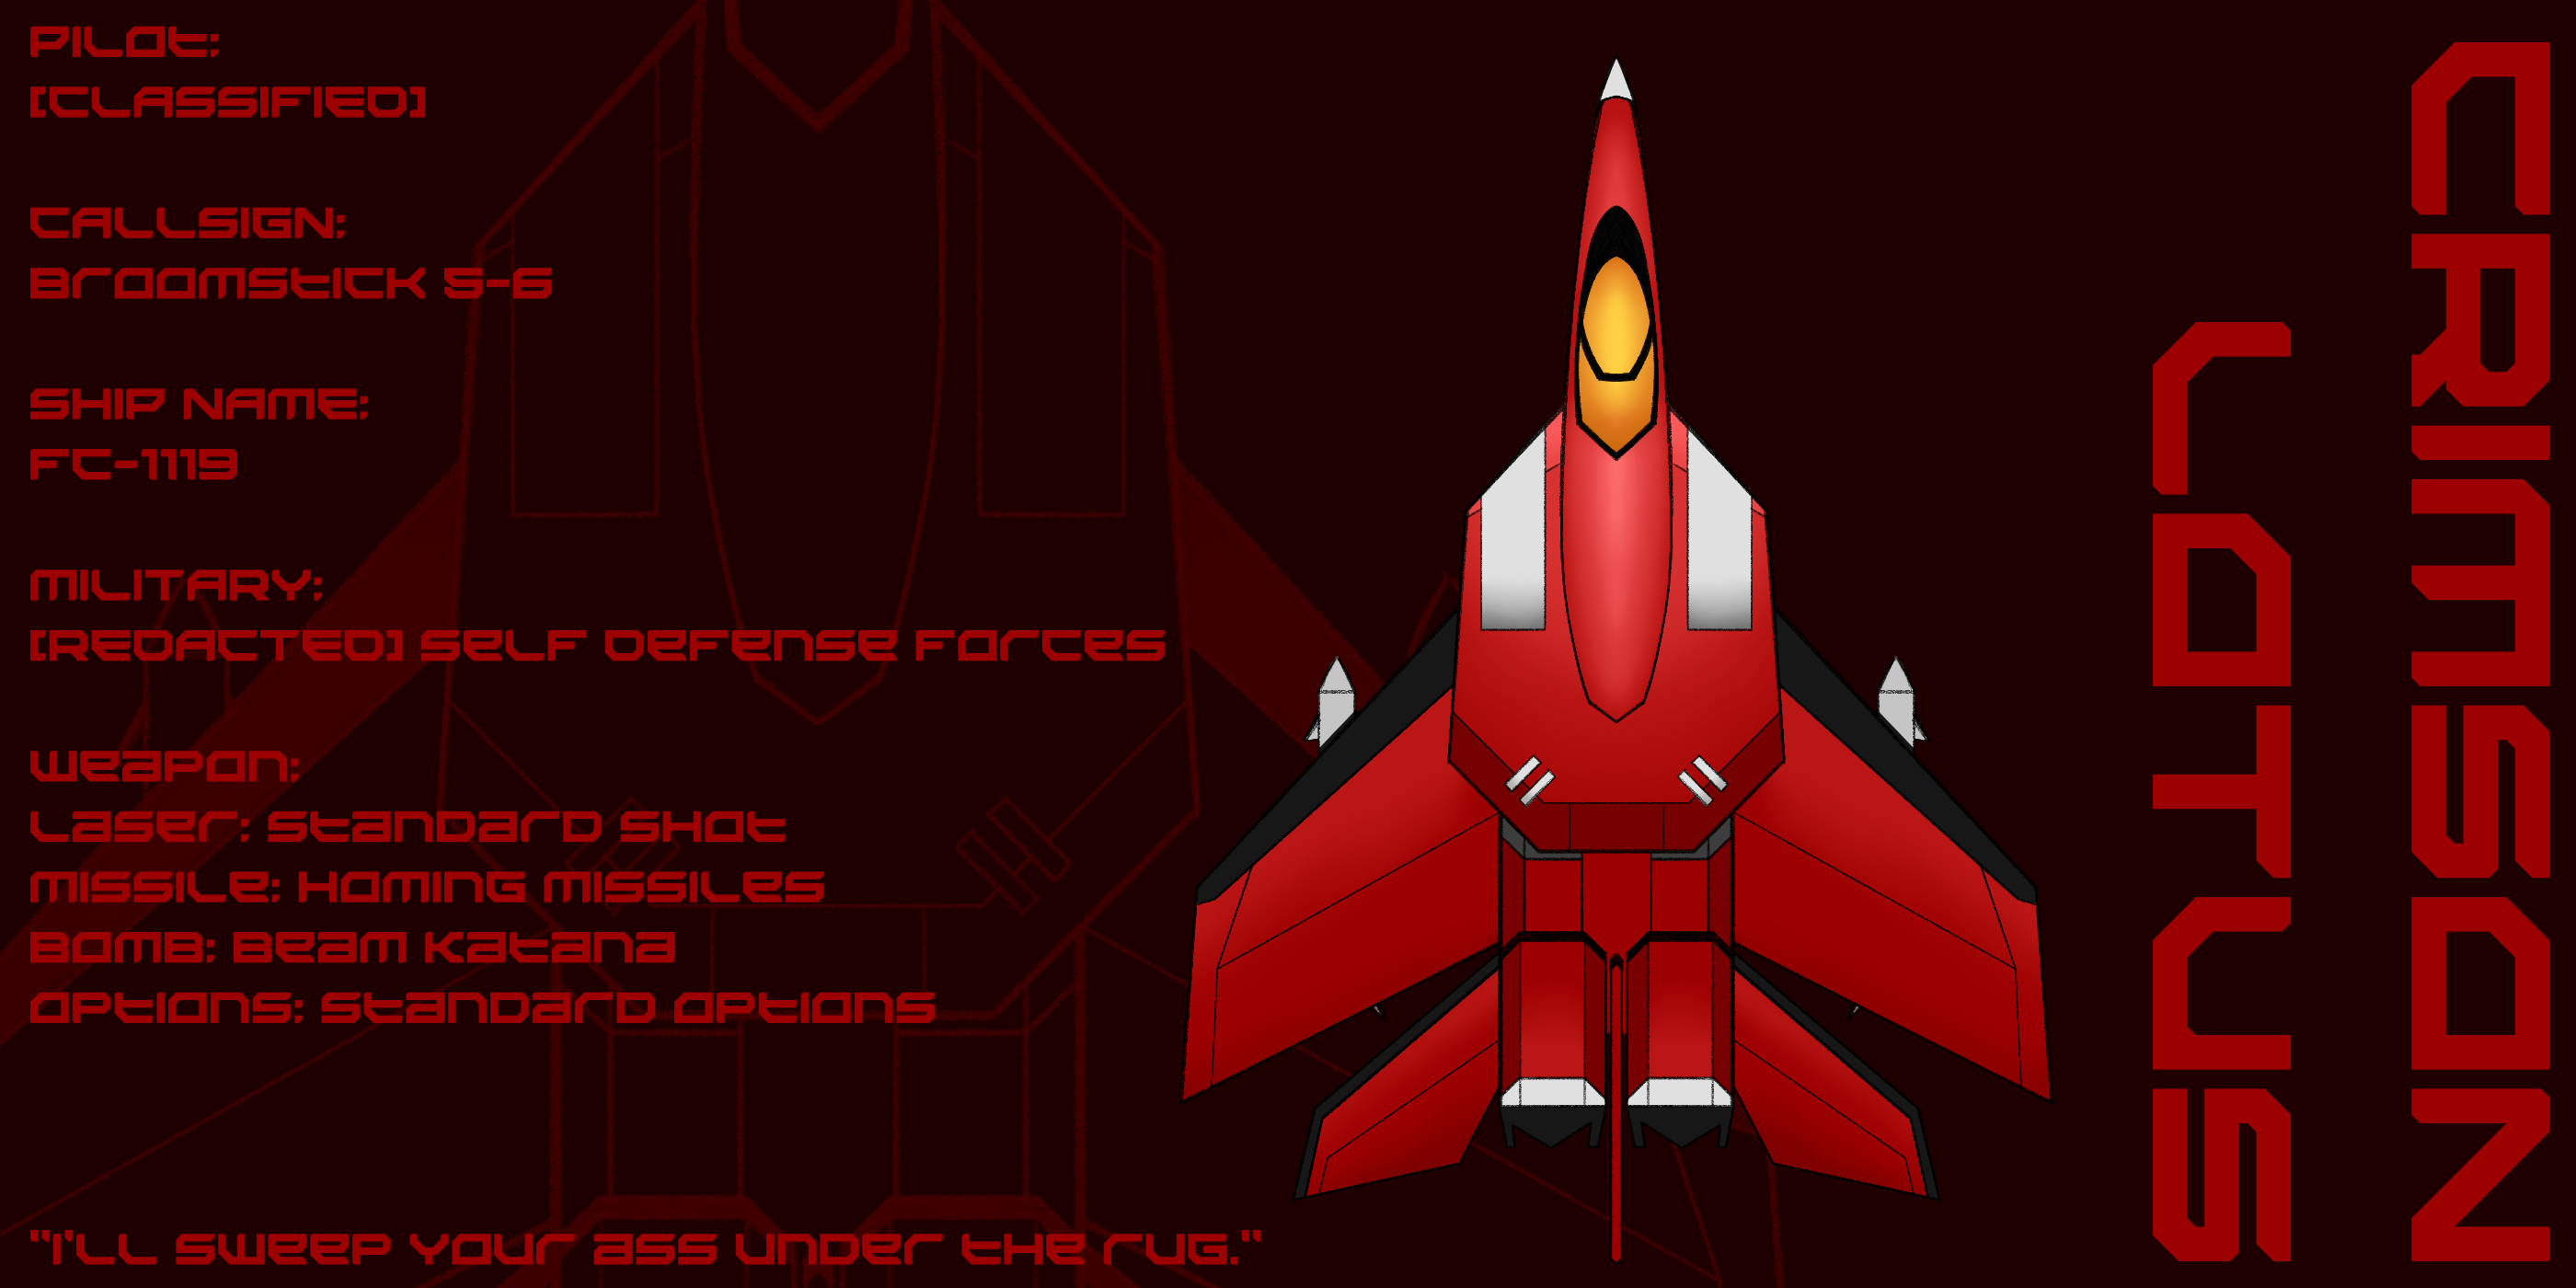 PILOT:
[CLASSIFIED]
CALLSIGN:
BROOMSTICK 5-6
SHIP NAME:
FC-1119
MILITARY:
[REDACTED] SELF DEFENSE FORCES
WEAPON:
LASER: STANDARD SHOT
MISSILE: HOMING MISSILES
BOMB: BEAM KATANA
OPTIONS: STANDARD OPTIONS
"I'LL SWEEP YOUR ASS UNDER THE RUG."
CRIMSON
LOTUS